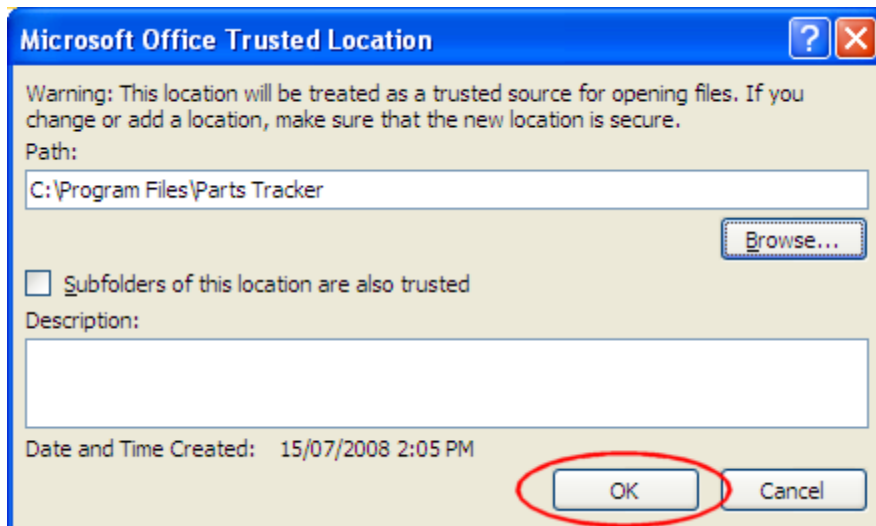 Microsoft Office Trusted Location
Warning: This location will be treated as a trusted source for opening files. If you
change or add a location, make sure that the new location is secure.
Path:
C:\Program Files\Parts Tracker
Browse...
Subfolders of this location are also trusted
Description:
Date and Time Created: 15/07/2008 2:05 PM
OK Cancel